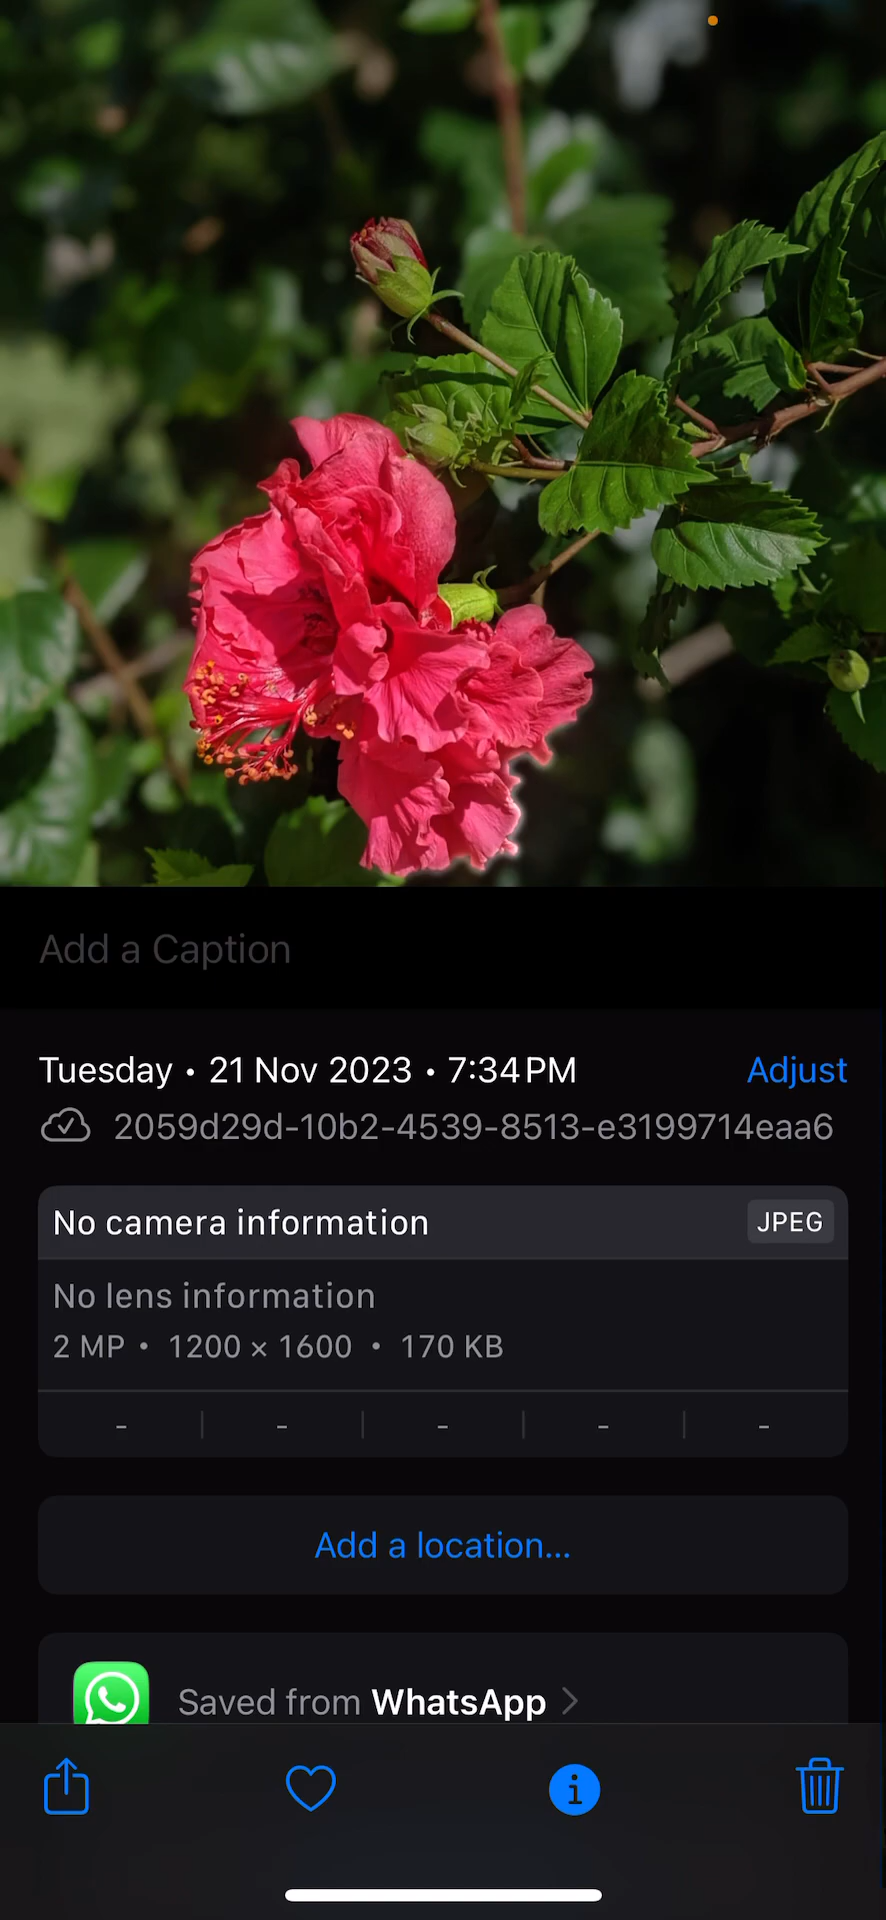 Add a Caption
Tuesday • 21 Nov 2023 • 7:34 PM
Adjust
2059d29d-10b2-4539-8513-e3199714eaa6
No camera information
JPEG
No lens information
2 MP • 1200 × 1600 • 170 KB
- - - - -
Add a location...
Saved from WhatsApp